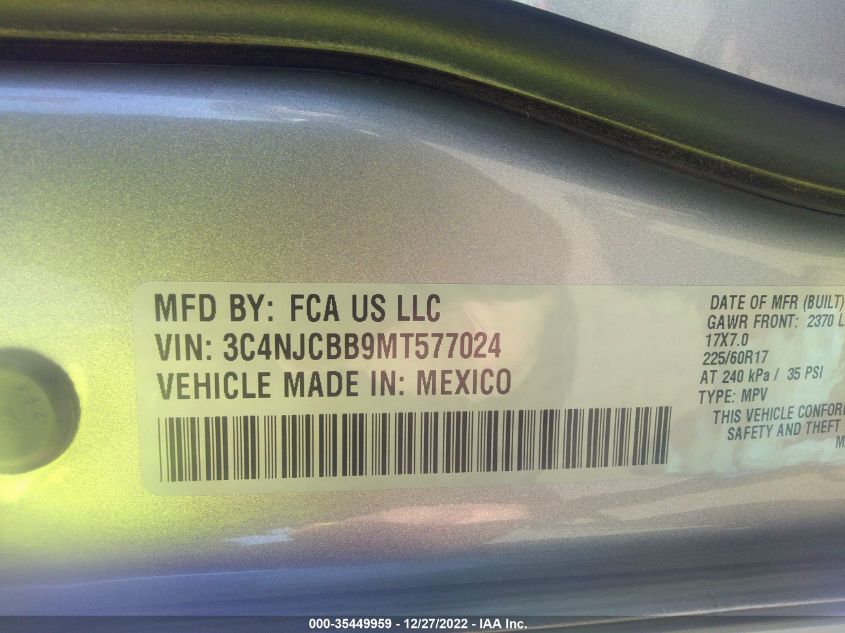 MFD BY: FCA US LLC
VIN: 3C4NJCBB9MT577024
VEHICLE MADE IN: MEXICO
DATE OF MFR (BUILT)
GAWR FRONT: 2370 L
17X7.0
225/60R17
AT 240 kPa / 35 PSI
TYPE: MPV
THIS VEHICLE CONFOR
SAFETY AND THEFT
M
000-35449959 - 12/27/2022 - IAA Inc.